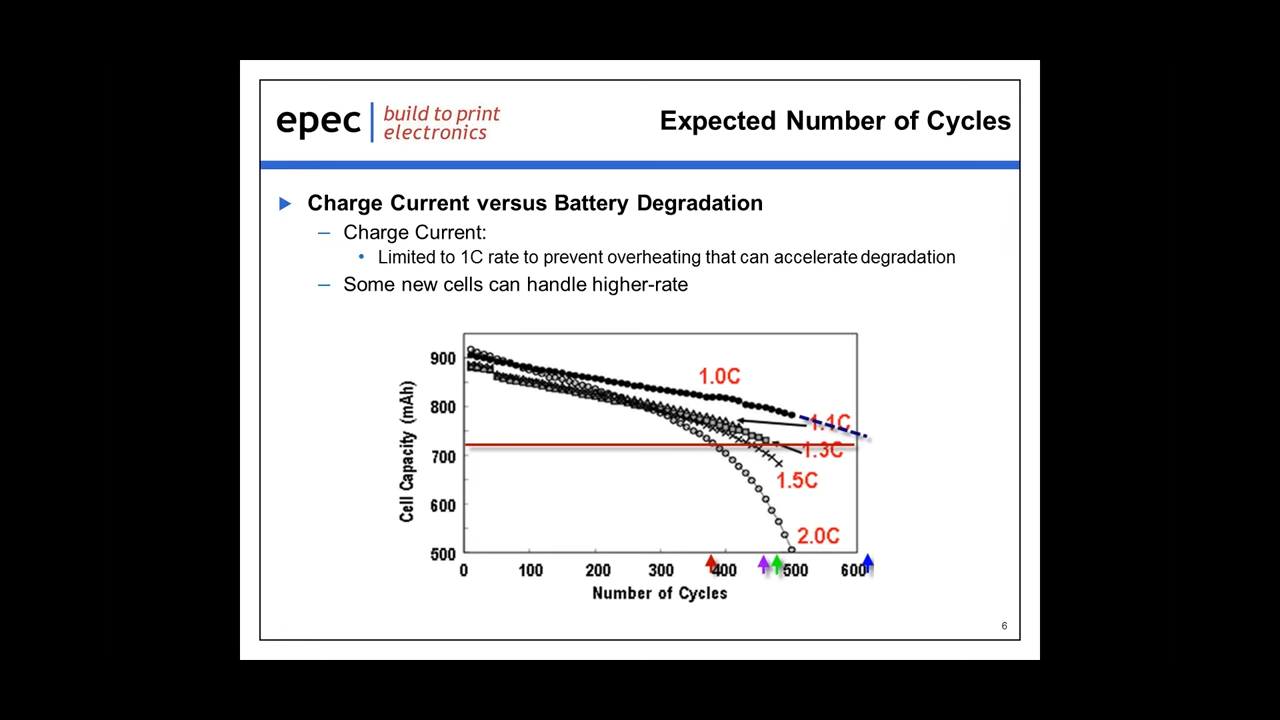 epec
build to print
electronics
Expected Number of Cycles
Charge Current versus Battery Degradation
– Charge Current:
• Limited to 1C rate to prevent overheating that can accelerate degradation
– Some new cells can handle higher-rate
Cell Capacity (mAh)
900
800
700
600
500
1.0C
1.1C
1.3C
1.5C
2.0C
0 100 200 300 400 500 600
Number of Cycles
6